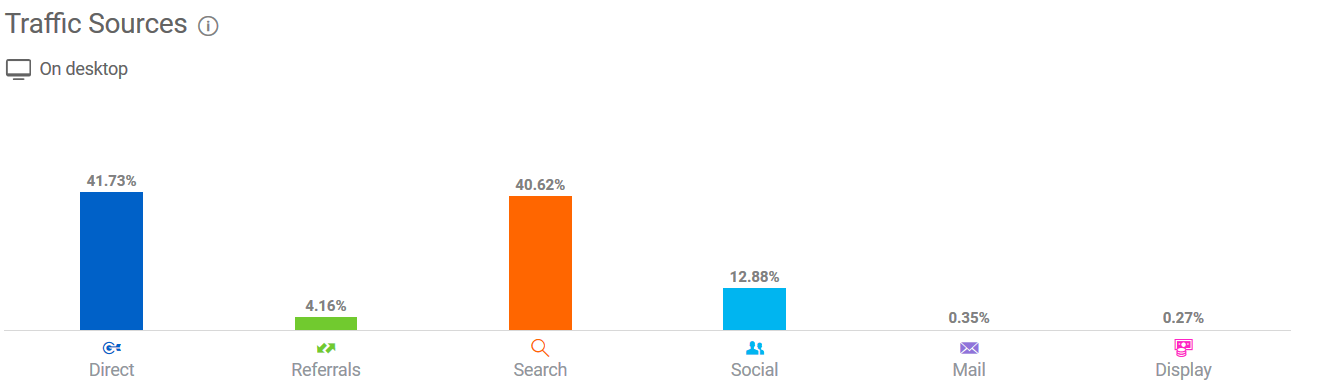 Traffic Sources
On desktop
41.73%
4.16%
40.62%
12.88%
0.35%
0.27%
Direct
Referrals
Search
Social
Mail
Display